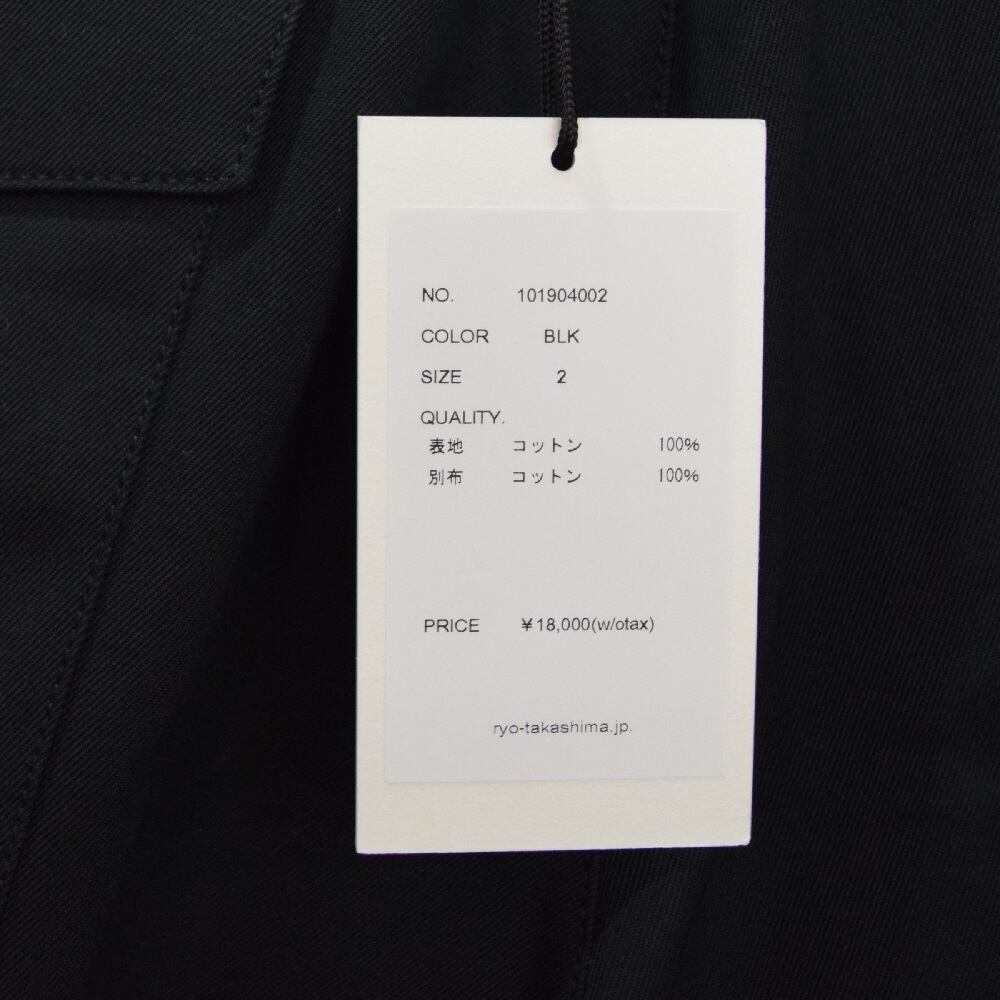 NO. 101904002
COLOR BLK
SIZE 2
QUALITY.
表地 コットン 100%
別布 コットン 100%
PRICE ¥18,000(w/otax)
ryo-takashima.jp.